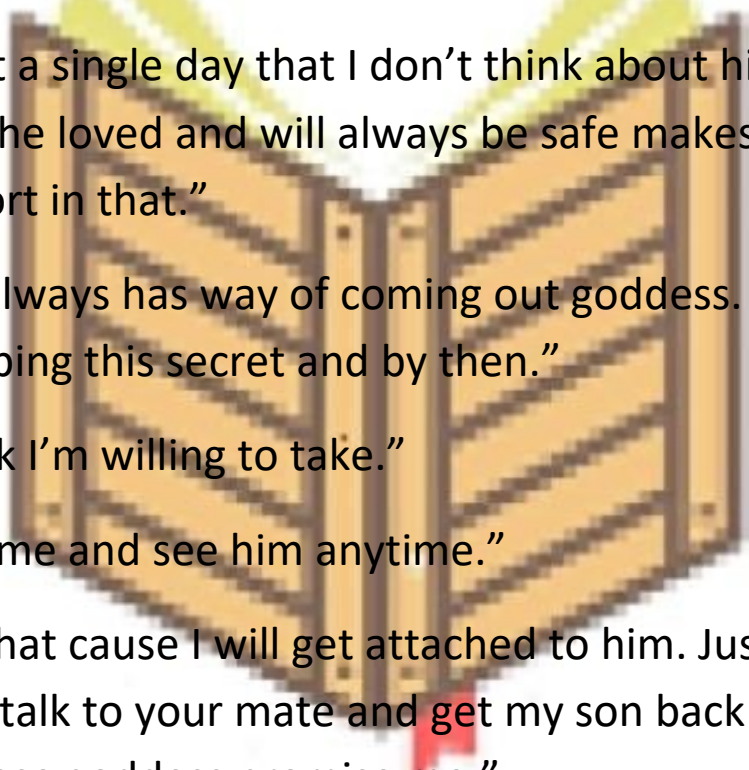 t a single day that I don’t think about hi
he loved and will always be safe makes
ort in that.”
lways has way of coming out goddess.
ping this secret and by then.”
k I’m willing to take.”
me and see him anytime.”
hat cause I will get attached to him. Jus
talk to your mate and get my son back